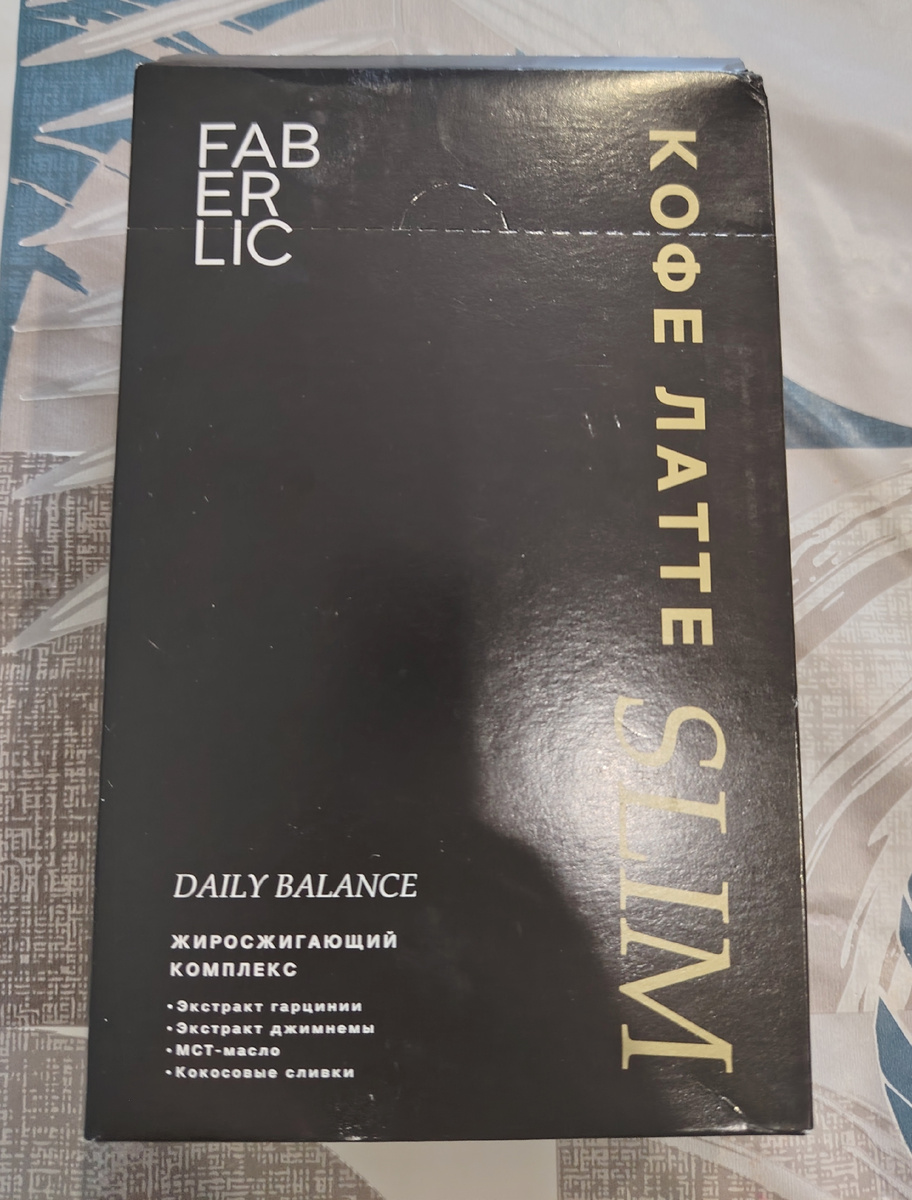 FAB
ER
LIC
КОФЕ ЛАТТЕ SLIM
DAILY BALANCE
ЖИРОСЖИГАЮЩИЙ
КОМПЛЕКС
•Экстракт гарцинии
•Экстракт джимнемы
•МСТ-масло
•Кокосовые сливки